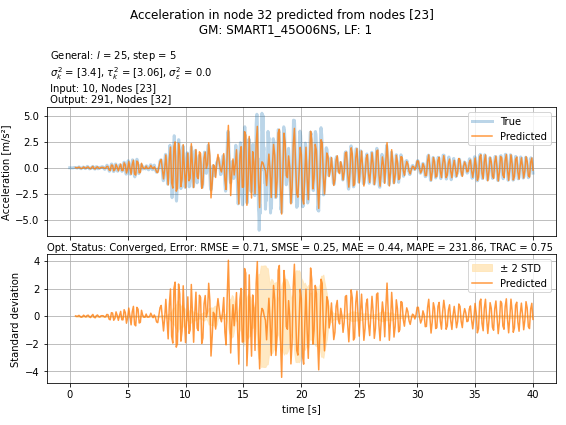 Acceleration in node 32 predicted from nodes [23]
GM: SMART1_45O06NS, LF: 1
General: l = 25, step = 5
σ²ₖ = [3.4], τ²ₖ = [3.06], σ²ₜ = 0.0
Input: 10, Nodes [23]
Output: 291, Nodes [32]
5.0
2.5
0.0
−2.5
−5.0
Acceleration [m/s²]
True
Predicted
Opt. Status: Converged, Error: RMSE = 0.71, SMSE = 0.25, MAE = 0.44, MAPE = 231.86, TRAC = 0.75
4
2
0
−2
−4
Standard deviation
± 2 STD
Predicted
0 5 10 15 20 25 30 35 40
time [s]